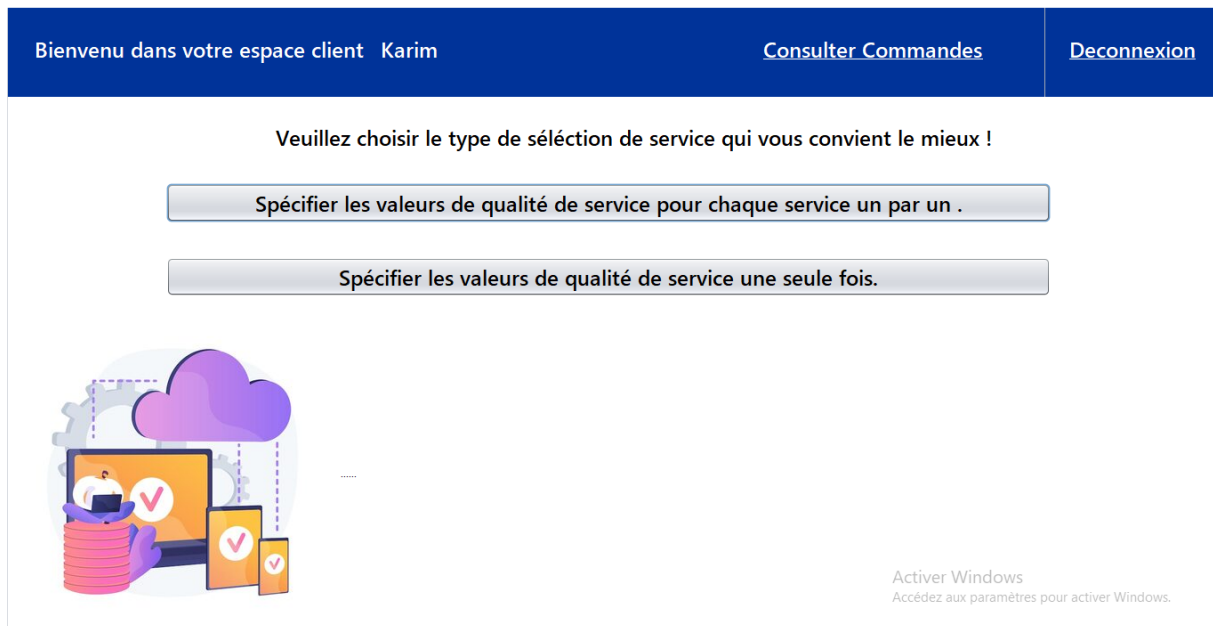 Bienvenu dans votre espace client Karim
Consulter Commandes
Deconnexion
Veuillez choisir le type de séléction de service qui vous convient le mieux !
Spécifier les valeurs de qualité de service pour chaque service un par un .
Spécifier les valeurs de qualité de service une seule fois.
......
Activer Windows
Accédez aux paramètres pour activer Windows.